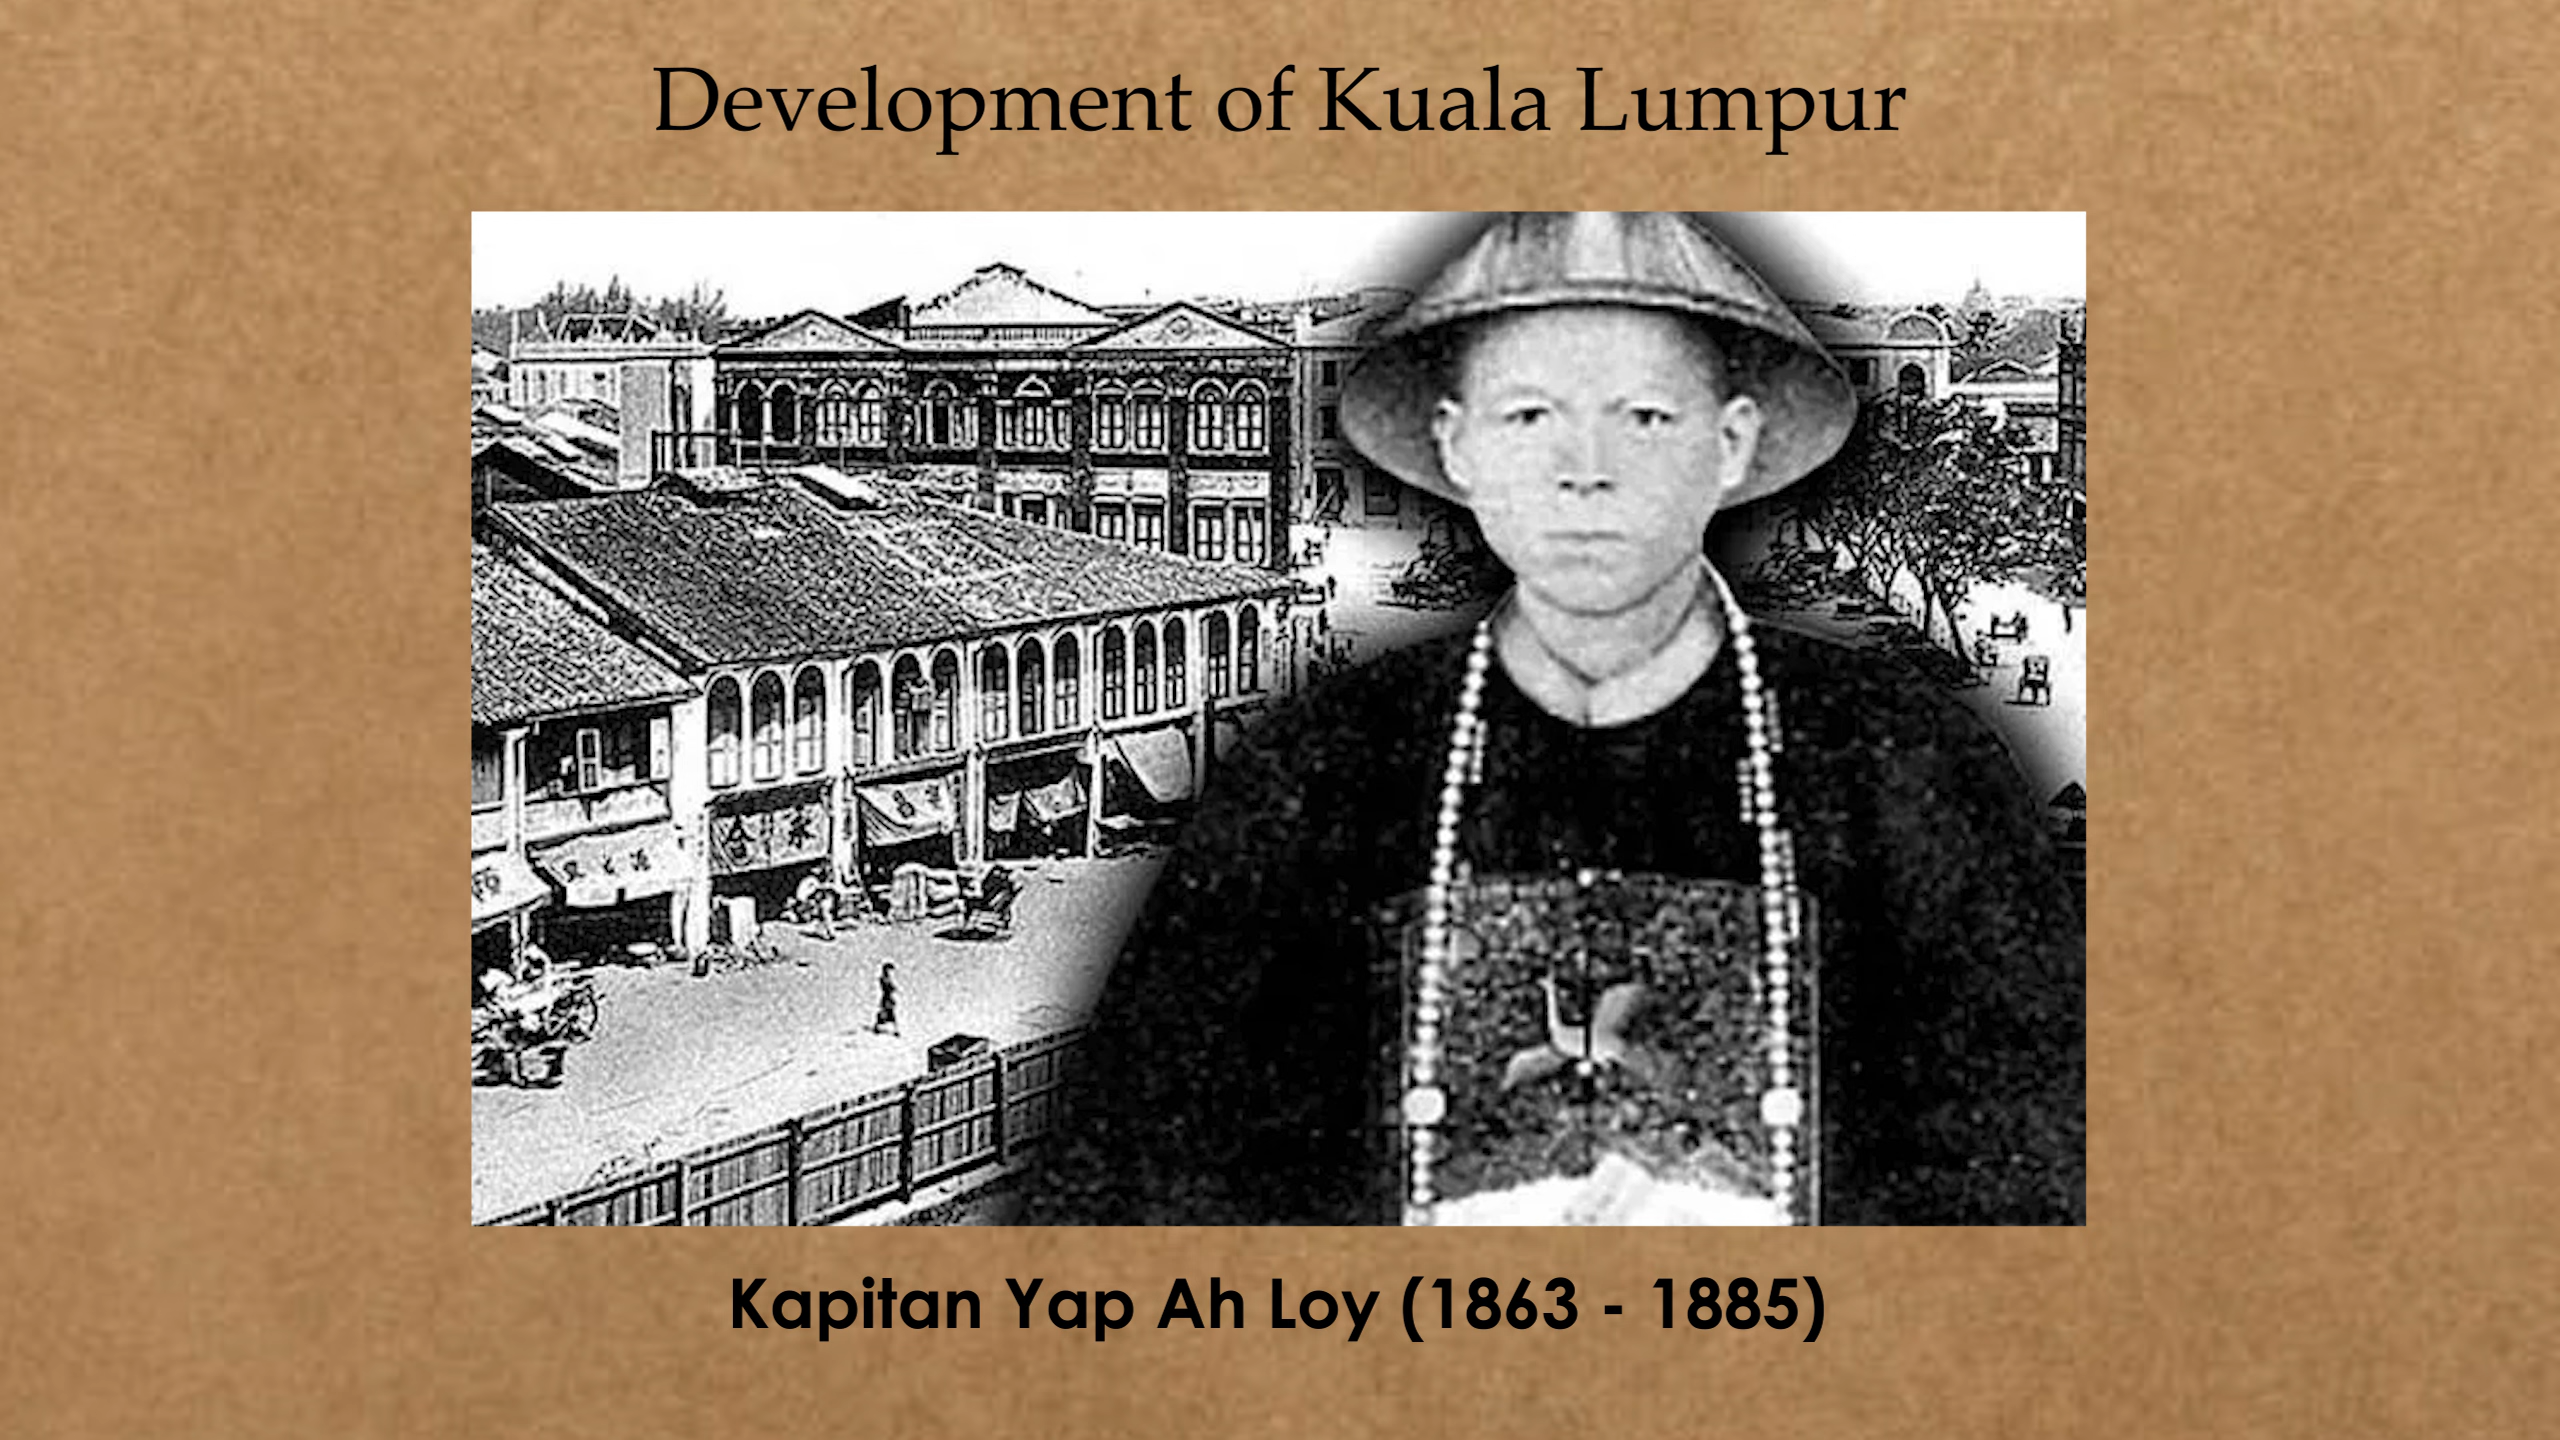 Development of Kuala Lumpur
Kapitan Yap Ah Loy (1863 - 1885)